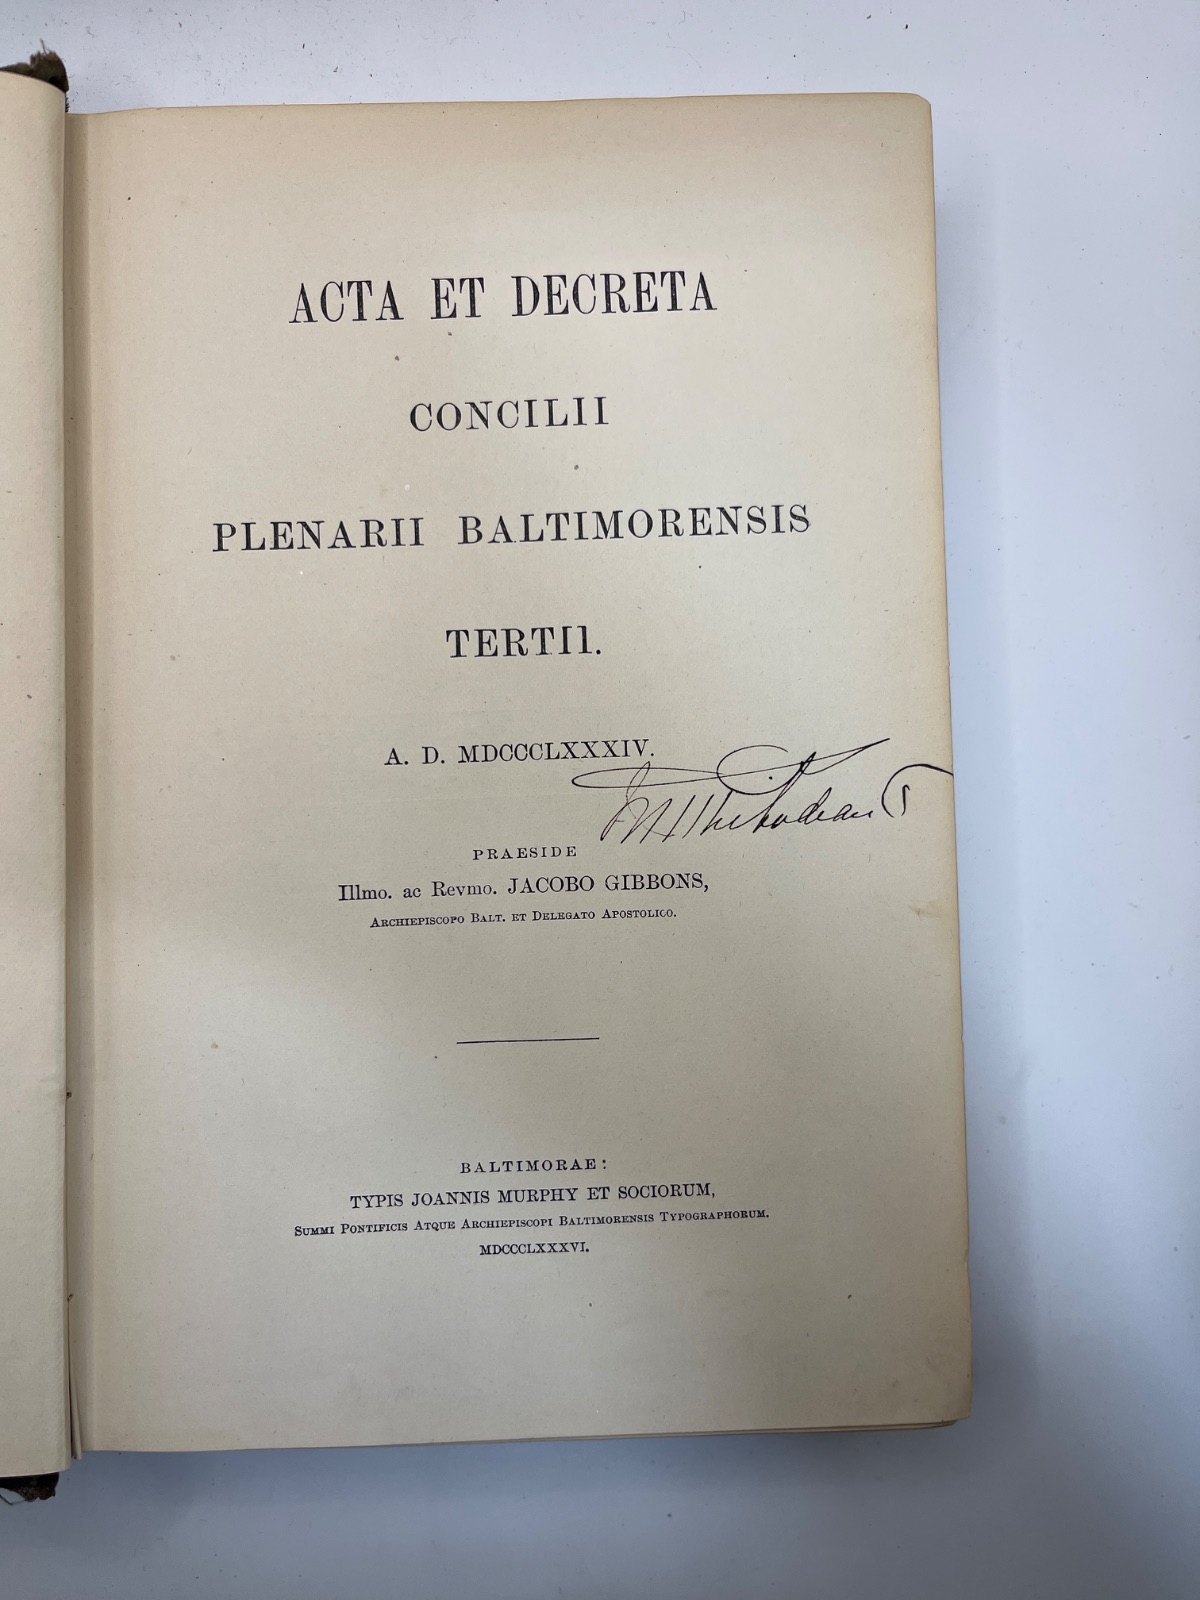 ACTA ET DECRETA
CONCILII
PLENARII BALTIMORENSIS
TERTII.
A. D. MDCCCLXXXIV.
Thibodeau
PRAESIDE
Illmo. ac Revmo. JACOBO GIBBONS,
ARCHIEPISCOPO BALT. ET DELEGATO APOSTOLICO.
BALTIMORAE:
TYPIS JOANNIS MURPHY ET SOCIORUM,
SUMMI PONTIFICIS ATQUE ARCHIEPISCOPI BALTIMORENSIS TYPOGRAPHORUM.
MDCCCLXXXVI.